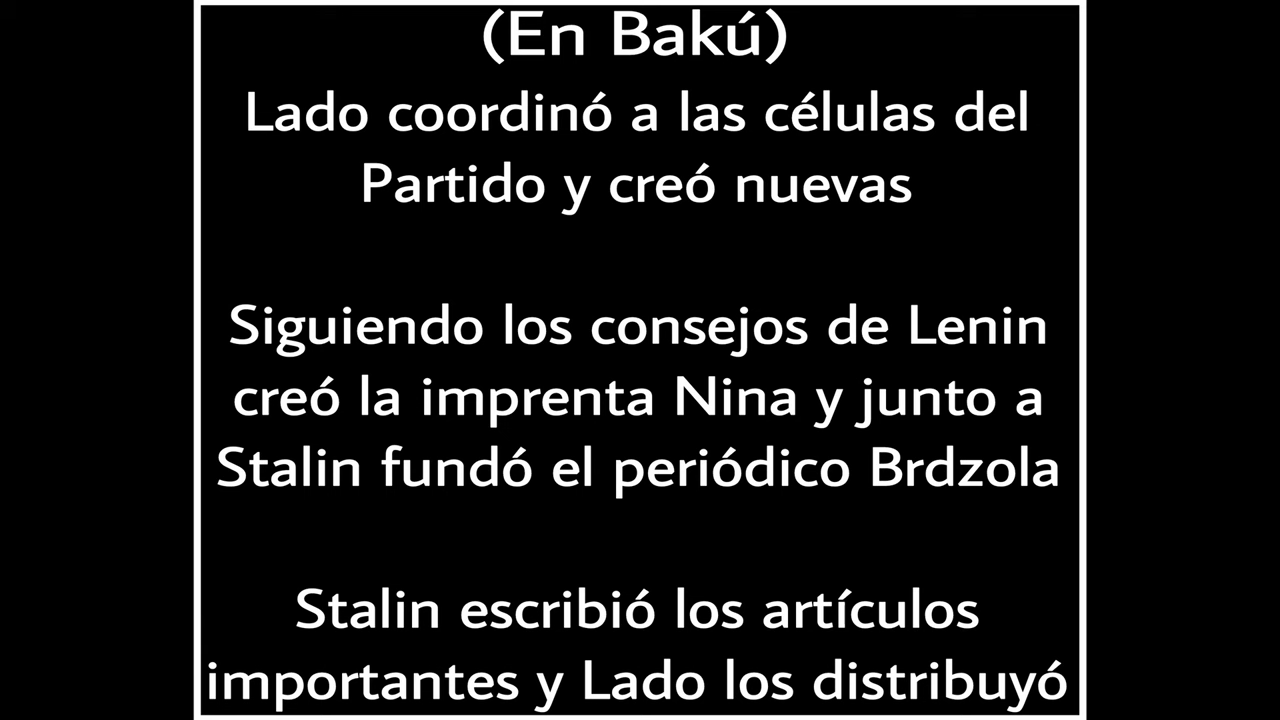 (En Bakú)
Lado coordinó a las células del
Partido y creó nuevas
Siguiendo los consejos de Lenin
creó la imprenta Nina y junto a
Stalin fundó el periódico Brdzola
Stalin escribió los artículos
importantes y Lado los distribuyó